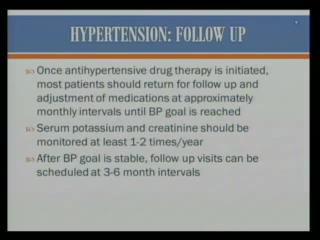 HYPERTENSION: FOLLOW UP
Once antihypertensive drug therapy is initiated,
most patients should return for follow up and
adjustment of medications at approximately
monthly intervals until BP goal is reached
Serum potassium and creatinine should be
monitored at least 1-2 times/year
After BP goal is stable, follow up visits can be
scheduled at 3-6 month intervals